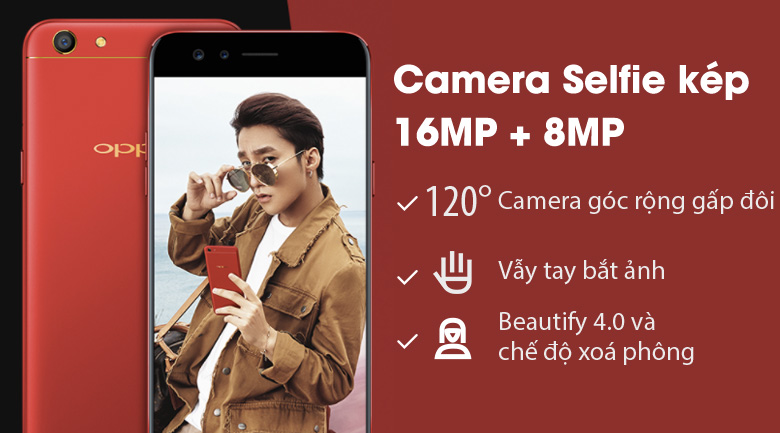 opp
Camera Selfie kép
16MP + 8MP
120° Camera góc rộng gấp đôi
Vẫy tay bắt ảnh
Beautify 4.0 và
chế độ xoá phông